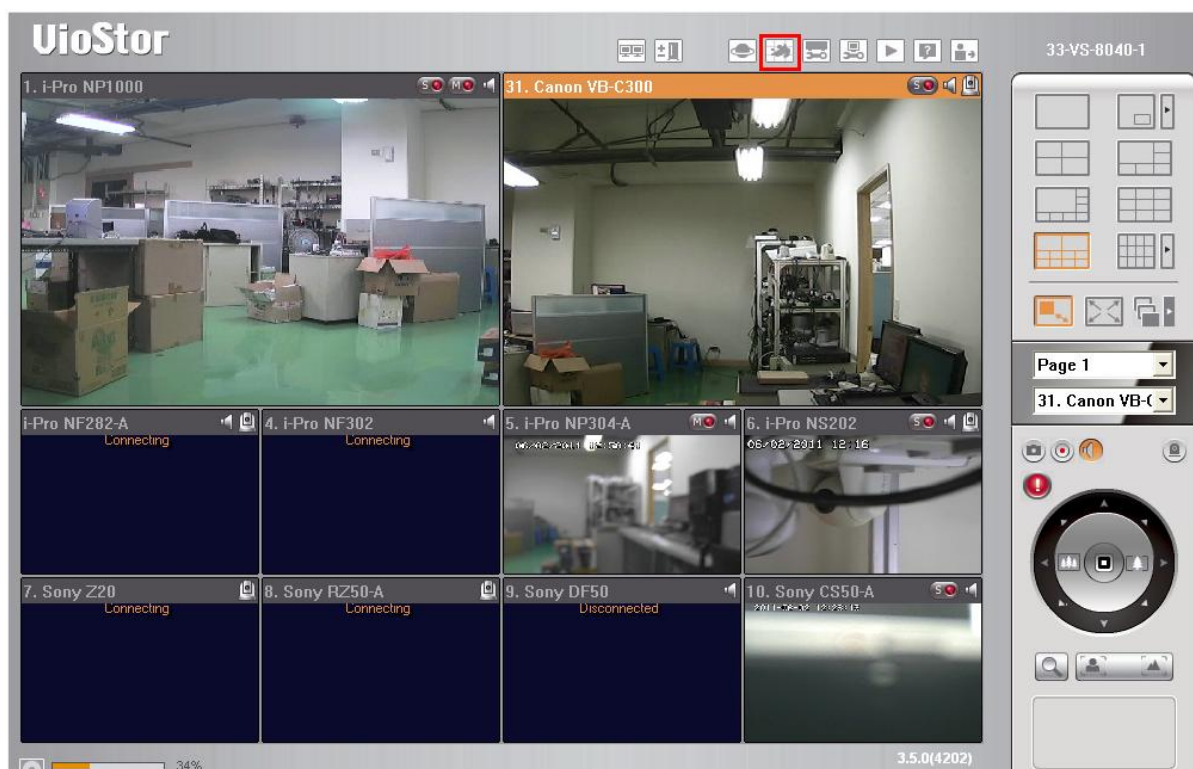 VioStor
33-VS-8040-1
1. i-Pro NP1000
S M
31. Canon VB-C300
S
Page 1
31. Canon VB-(
i-Pro NF282-A
Connecting
4. i-Pro NF302
Connecting
5. i-Pro NP304-A
M
6. i-Pro NS202
S
06/02/2011 12:16
7. Sony Z20
Connecting
8. Sony RZ50-A
Connecting
9. Sony DF50
Disconnected
10. Sony CS50-A
S
34%
3.5.0(4202)